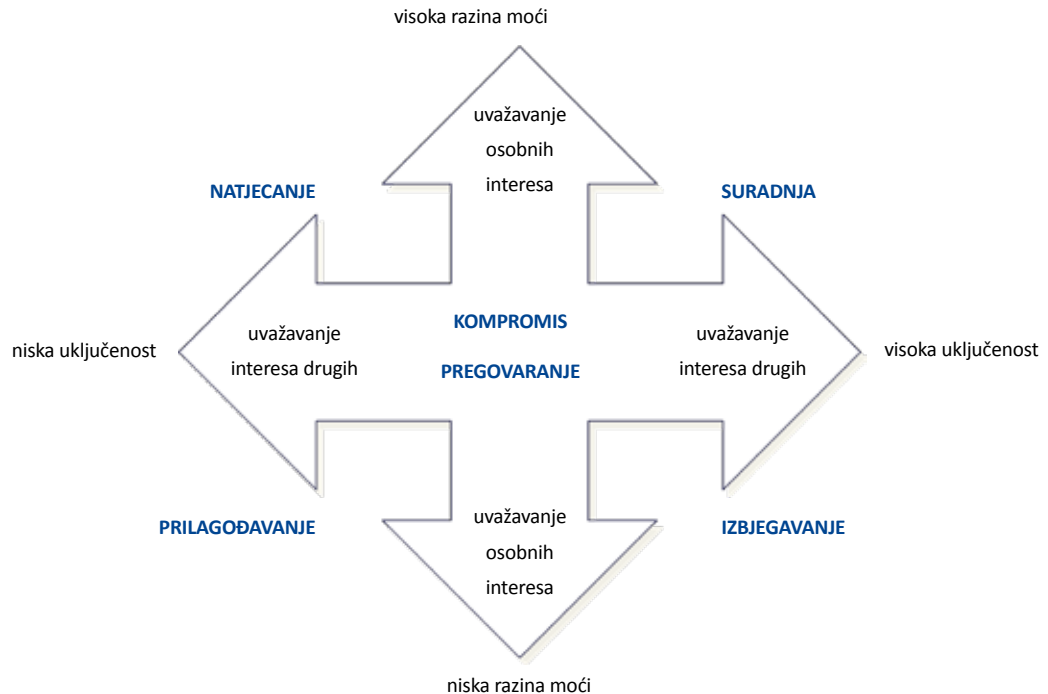 visoka razina moći
uvažavanje
osobnih
interesa
NATJECANJE
SURADNJA
niska uključenost
uvažavanje
interesa drugih
KOMPROMIS
PREGOVARANJE
uvažavanje
interesa drugih
visoka uključenost
PRILAGOĐAVANJE
uvažavanje
osobnih
interesa
IZBJEGAVANJE
niska razina moći